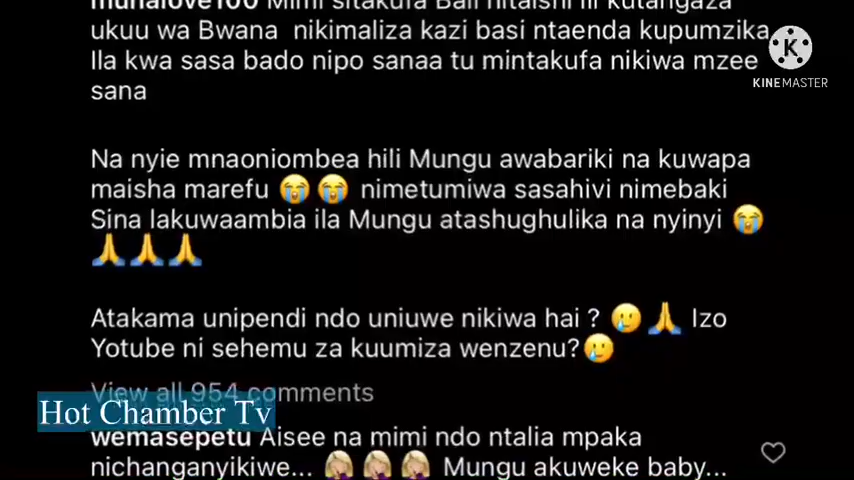 munalove100 Mimi sitakufa Bali nitaishi ili kutangaza
ukuu wa Bwana nikimaliza kazi basi ntaenda kupumzika
Ila kwa sasa bado nipo sanaa tu mintakufa nikiwa mzee
sana
KINEMASTER
Na nyie mnaoniombea hili Mungu awabariki na kuwapa
maisha marefu 😭😭 nimetumiwa sasahivi nimebaki
Sina lakuwaambia ila Mungu atashughulika na nyinyi 😭
🙏🙏🙏
Atakama unipendi ndo uniuwe nikiwa hai ? 🥲🙏 Izo
Yotube ni sehemu za kuumiza wenzenu?🥲
View all 954 comments
Hot Chamber Tv
wemasepetu Aisee na mimi ndo ntalia mpaka
nichanganyikiwe... 🤦🏼‍♀️🤦🏼‍♀️🤦🏼‍♀️ Mungu akuweke baby...